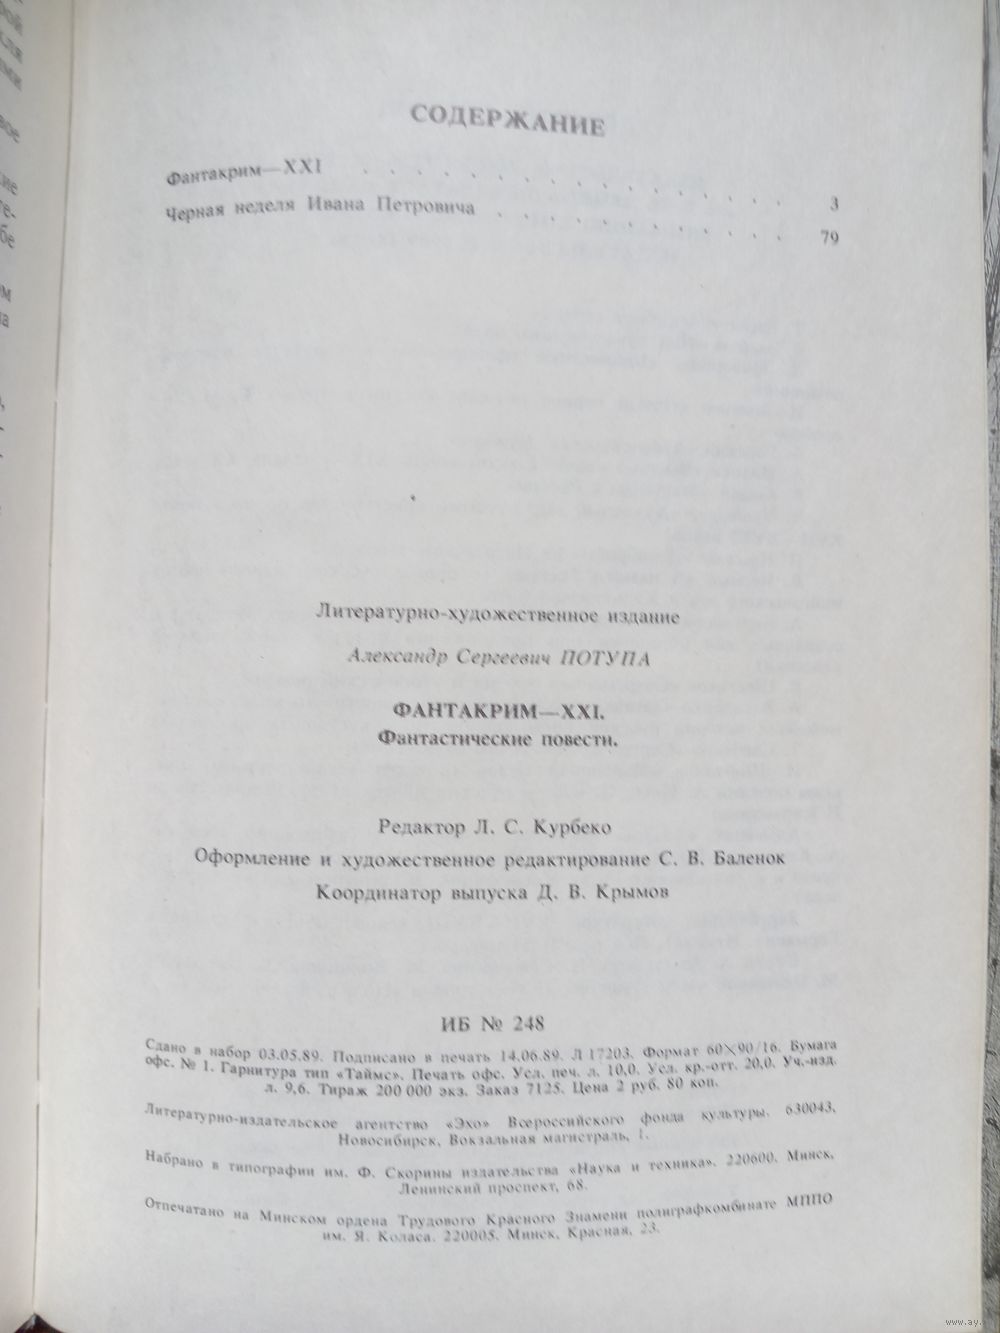 СОДЕРЖАНИЕ
Фантакрим—XXI . . . . . . . . . . . . . . . . 3
Черная неделя Ивана Петровича . . . . . . . . . . . 79
Литературно-художественное издание
Александр Сергеевич ПОТУПА
ФАНТАКРИМ—XXI.
Фантастические повести.
Редактор Л. С. Курбеко
Оформление и художественное редактирование С. В. Баленок
Координатор выпуска Д. В. Крымов
ИБ № 248
Сдано в набор 03.05.89. Подписано в печать 14.06.89. Л 17203. Формат 60×90/16. Бумага
офс. № 1. Гарнитура тип «Таймс». Печать офс. Усл. печ. л. 10,0. Усл. кр.-отт. 20,0. Уч.-изд.
л. 9,6. Тираж 200 000 экз. Заказ 7125. Цена 2 руб. 80 коп.
Литературно-издательское агентство «Эхо» Всероссийского фонда культуры. 630043,
Новосибирск, Вокзальная магистраль, 1.
Набрано в типографии им. Ф. Скорины издательства «Наука и техника». 220600. Минск,
Ленинский проспект, 68.
Отпечатано на Минском ордена Трудового Красного Знамени полиграфкомбинате МППО
им. Я. Коласа. 220005. Минск, Красная, 23.
www.ay.